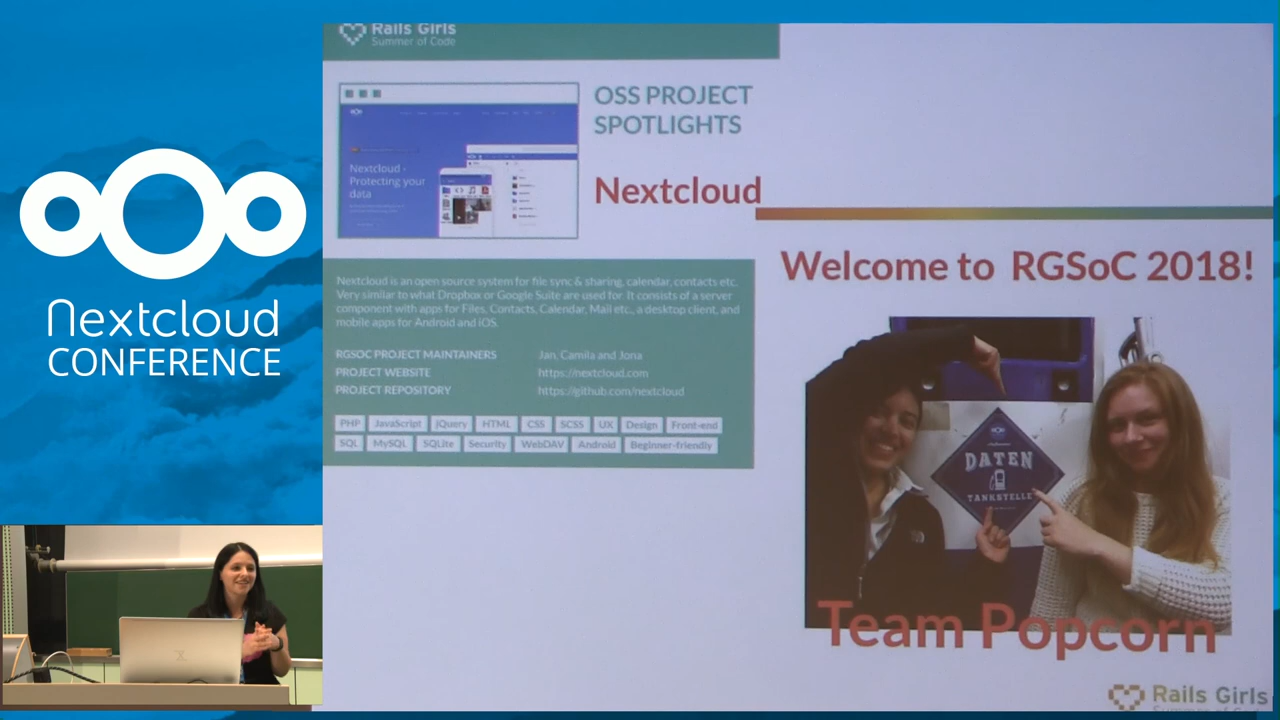 Nextcloud
CONFERENCE
Rails Girls
Summer of Code
OSS PROJECT
SPOTLIGHTS
Nextcloud
Nextcloud -
Protecting your
data
Nextcloud is an open source system for file sync & sharing, calendar, contacts etc.
Very similar to what Dropbox or Google Suite are used for. It consists of a server
component with apps for Files, Contacts, Calendar, Mail etc., a desktop client, and
mobile apps for Android and iOS.
RGSOC PROJECT MAINTAINERS Jan, Camila and Jona
PROJECT WEBSITE https://nextcloud.com
PROJECT REPOSITORY https://github.com/nextcloud
PHP JavaScript jQuery HTML CSS SCSS UX Design Front-end
SQL MySQL SQLite Security WebDAV Android Beginner-friendly
Welcome to RGSoC 2018!
DATEN
TANKSTELLE
Team Popcorn
Rails Girls
Summer of Code